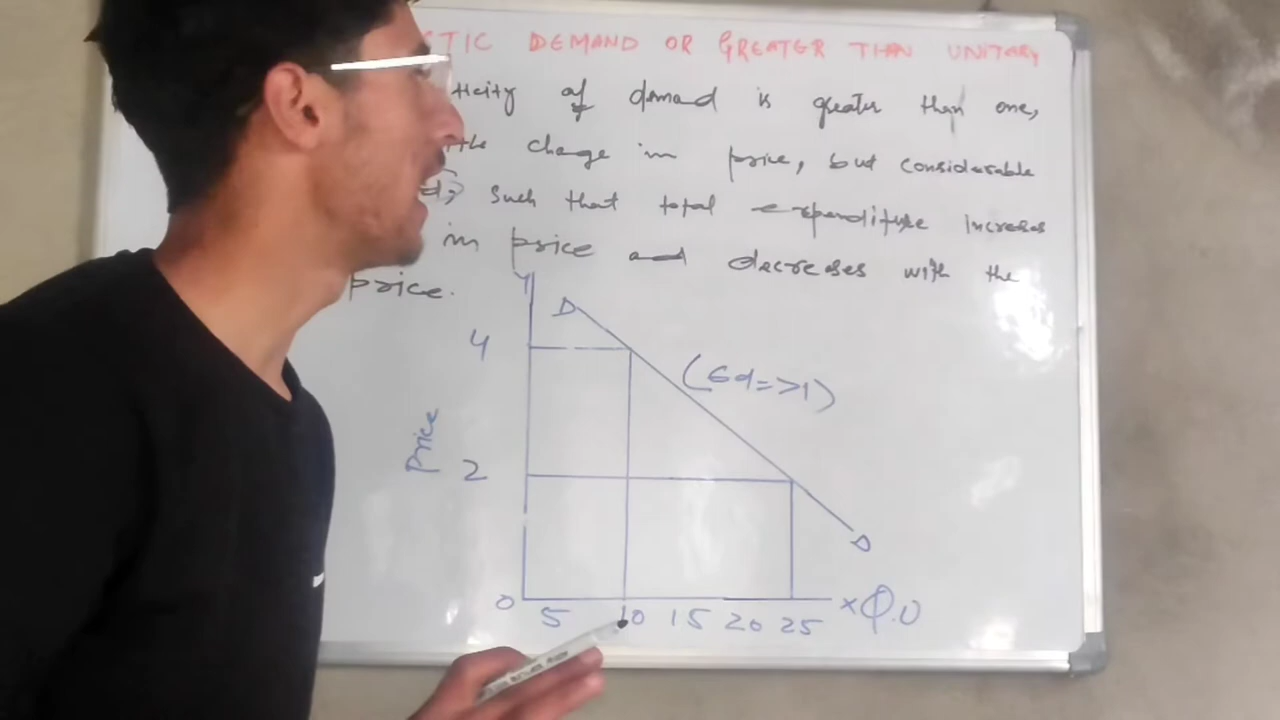 STIC DEMAND OR GREATER THAN UNITARY
ticity of demand is greater than one,
ttle change in price, but considerable
d; such that total expenditure increases
in price and decreases with the
price.
Y
D
4
(Ed=>1)
Price
2
D
0 5 10 15 20 25 X Q.D